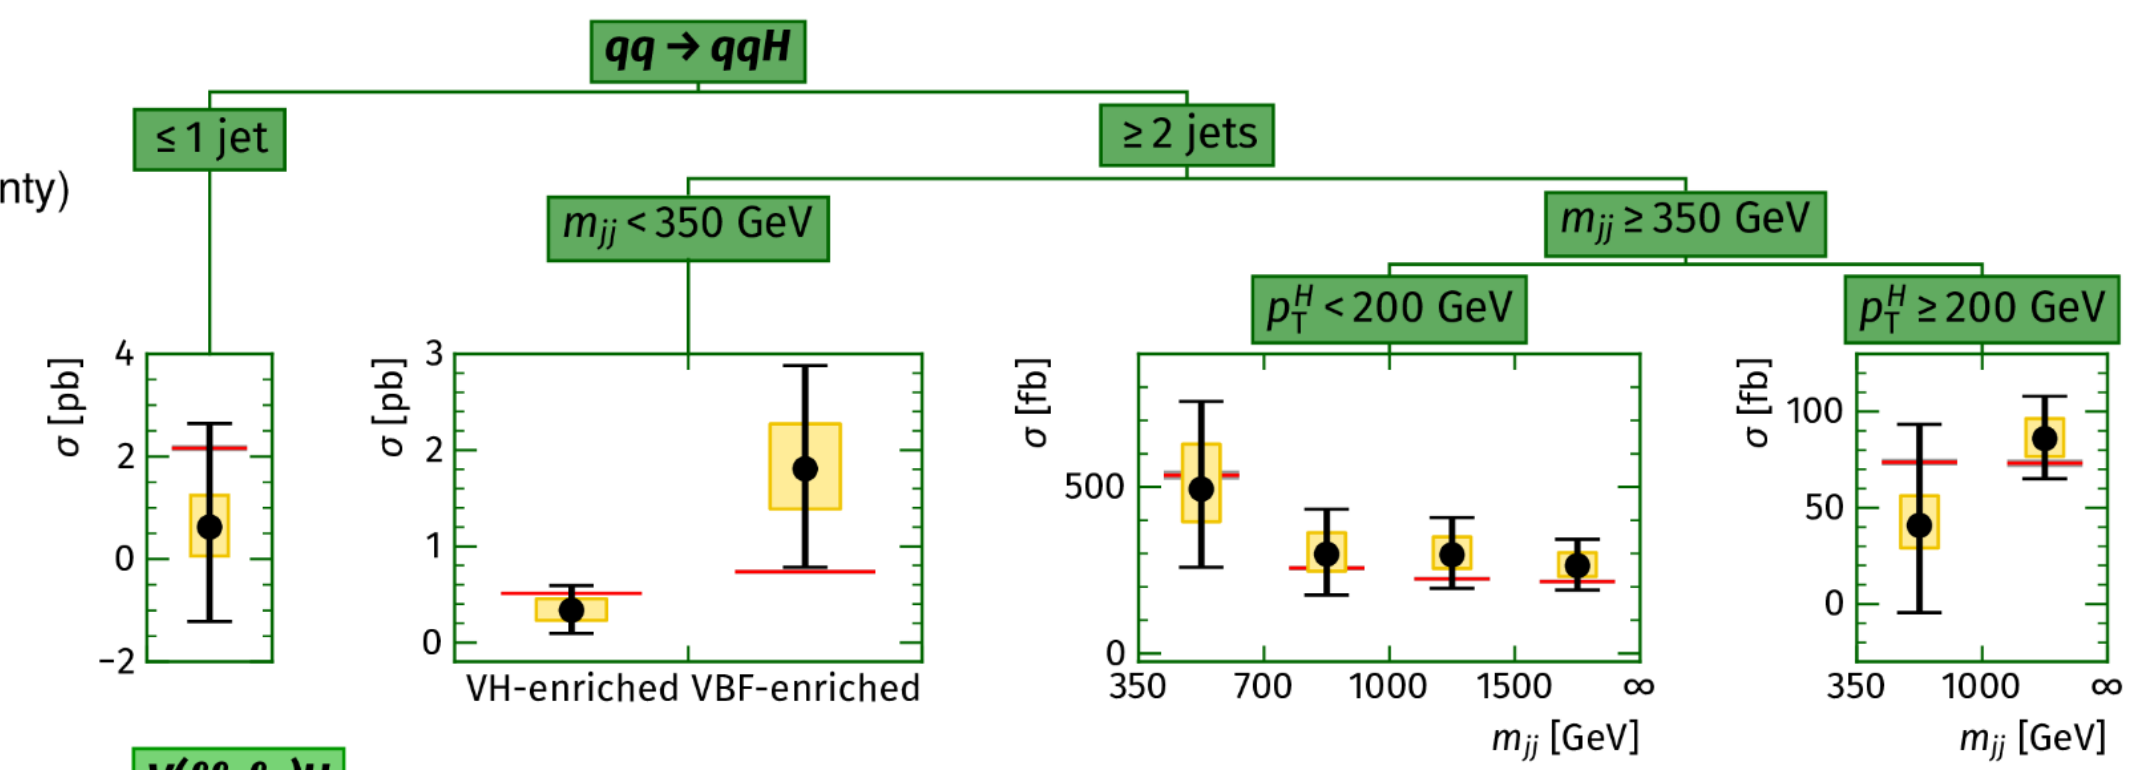 qq → qqH
≤ 1 jet
≥ 2 jets
nty)
m_jj < 350 GeV
m_jj ≥ 350 GeV
p_T^H < 200 GeV
p_T^H ≥ 200 GeV
σ [pb]
4
2
0
−2
σ [pb]
3
2
1
0
VH-enriched VBF-enriched
σ [fb]
500
0
350 700 1000 1500 ∞
m_jj [GeV]
σ [fb]
100
50
0
350 1000 ∞
m_jj [GeV]